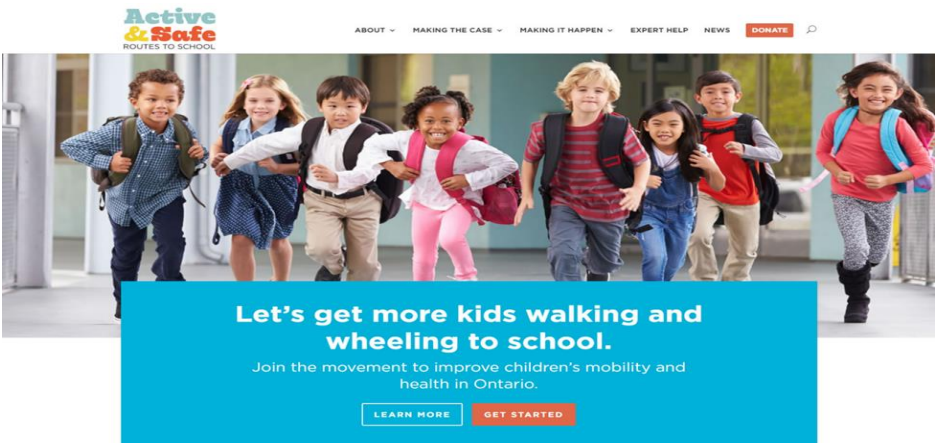 Active
& Safe
ROUTES TO SCHOOL
ABOUT MAKING THE CASE MAKING IT HAPPEN EXPERT HELP NEWS DONATE
Let's get more kids walking and
wheeling to school.
Join the movement to improve children's mobility and
health in Ontario.
LEARN MORE GET STARTED